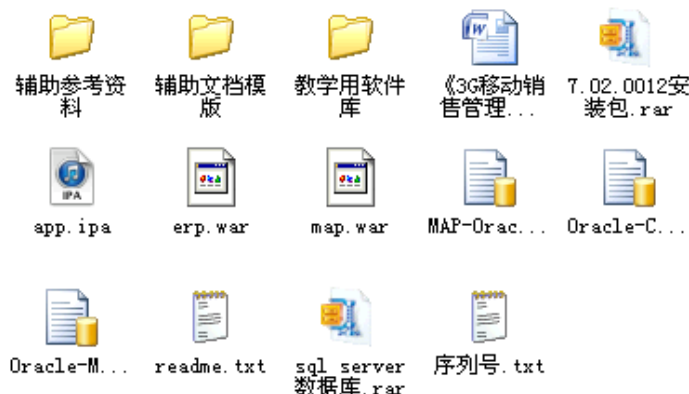 辅助参考资
料
辅助文档模
版
教学用软件
库
《3G移动销
售管理...
7.02.0012安
装包.rar
IPA
app.ipa
erp.war
map.war
MAP-Orac...
Oracle-C...
Oracle-M...
readme.txt
sql server
数据库.rar
序列号.txt